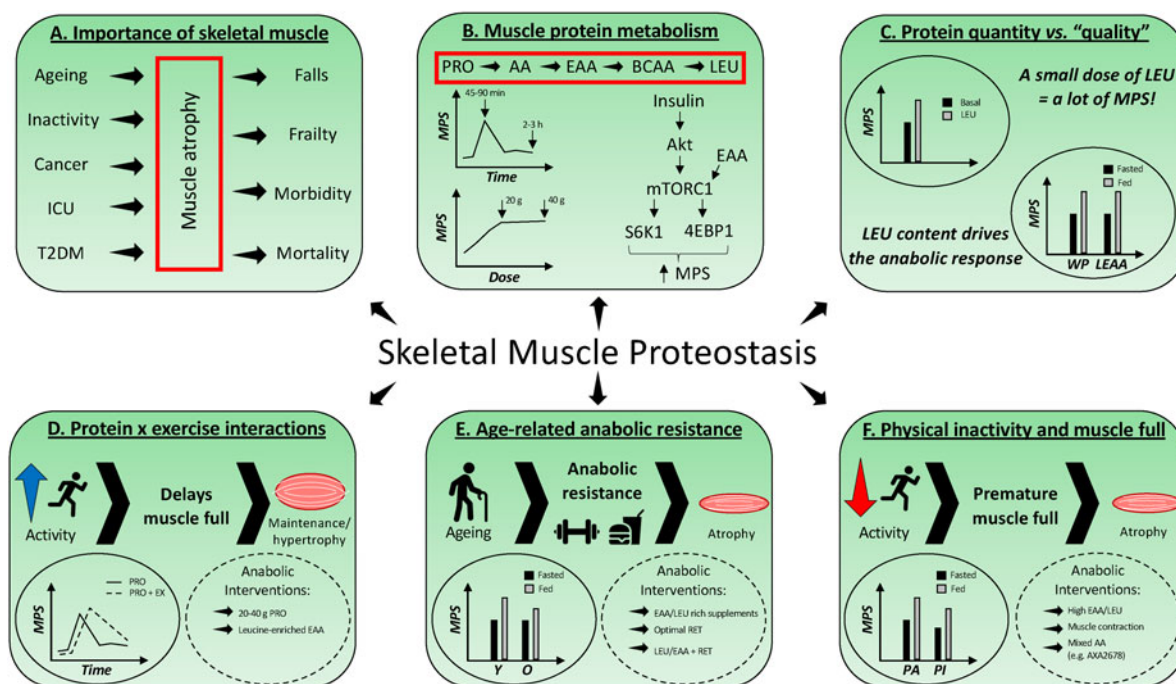 A. Importance of skeletal muscle
Ageing
Inactivity
Cancer
ICU
T2DM
Muscle atrophy
Falls
Frailty
Morbidity
Mortality
B. Muscle protein metabolism
PRO AA EAA BCAA LEU
45-90 min
2-3 h
MPS
Time
20 g
40 g
MPS
Dose
Insulin
Akt
EAA
mTORC1
S6K1 4EBP1
MPS
C. Protein quantity vs. “quality”
A small dose of LEU
= a lot of MPS!
MPS
Basal
LEU
LEU content drives
the anabolic response
MPS
Fasted
Fed
WP LEAA
Skeletal Muscle Proteostasis
D. Protein x exercise interactions
Activity
Delays
muscle full
Maintenance/
hypertrophy
MPS
PRO
PRO + EX
Time
Anabolic
Interventions:
20-40 g PRO
Leucine-enriched EAA
E. Age-related anabolic resistance
Ageing
Anabolic
resistance
Atrophy
MPS
Fasted
Fed
Y O
Anabolic
Interventions:
EAA/LEU rich supplements
Optimal RET
LEU/EAA + RET
F. Physical inactivity and muscle full
Activity
Premature
muscle full
Atrophy
MPS
Fasted
Fed
PA PI
Anabolic
Interventions:
High EAA/LEU
Muscle contraction
Mixed AA
(e.g. AXA2678)